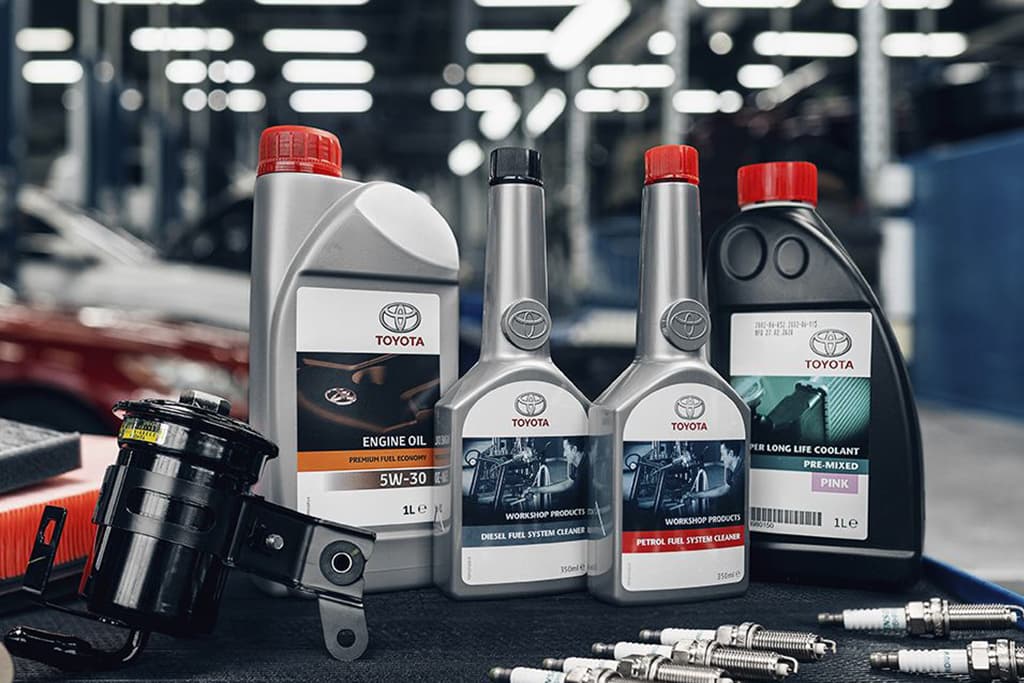 TOYOTA
ENGINE OIL
PREMIUM FUEL ECONOMY
5W-30
1L e
TOYOTA
WORKSHOP PRODUCTS
DIESEL FUEL SYSTEM CLEANER
350ml e
TOYOTA
WORKSHOP PRODUCTS
PETROL FUEL SYSTEM CLEANER
350ml e
TOYOTA
PER LONG LIFE COOLANT
PRE-MIXED
PINK
1L e